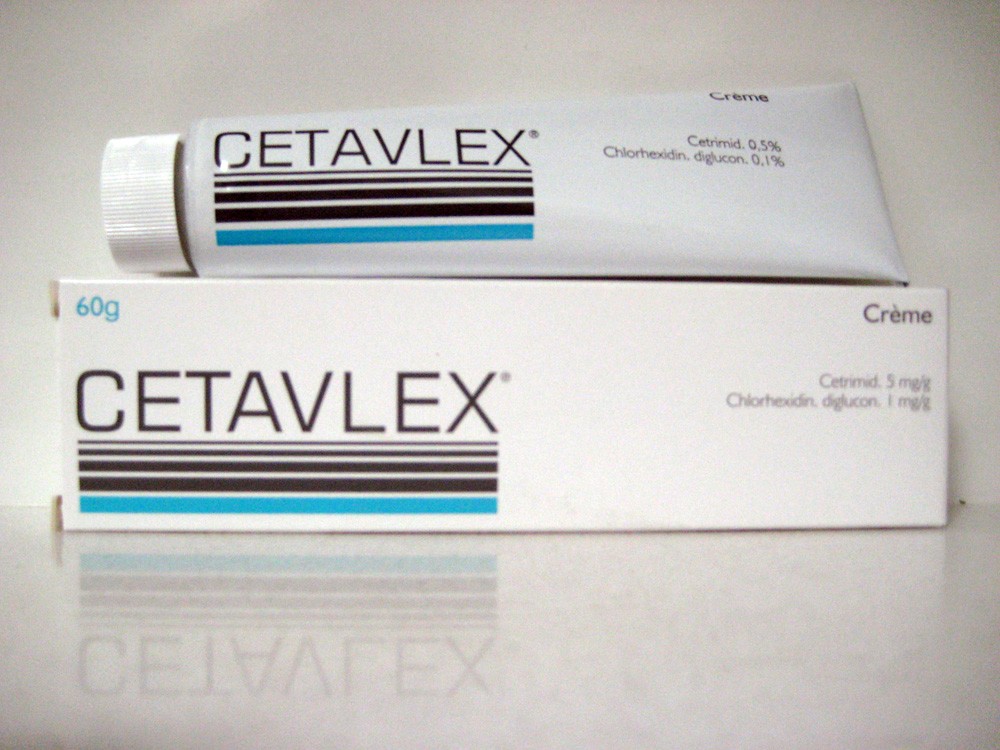 Crème
CETAVLEX®
Cetrimid. 0,5%
Chlorhexidin. diglucon. 0,1%
60g
Crème
CETAVLEX®
Cetrimid. 5 mg/g
Chlorhexidin. diglucon. 1 mg/g